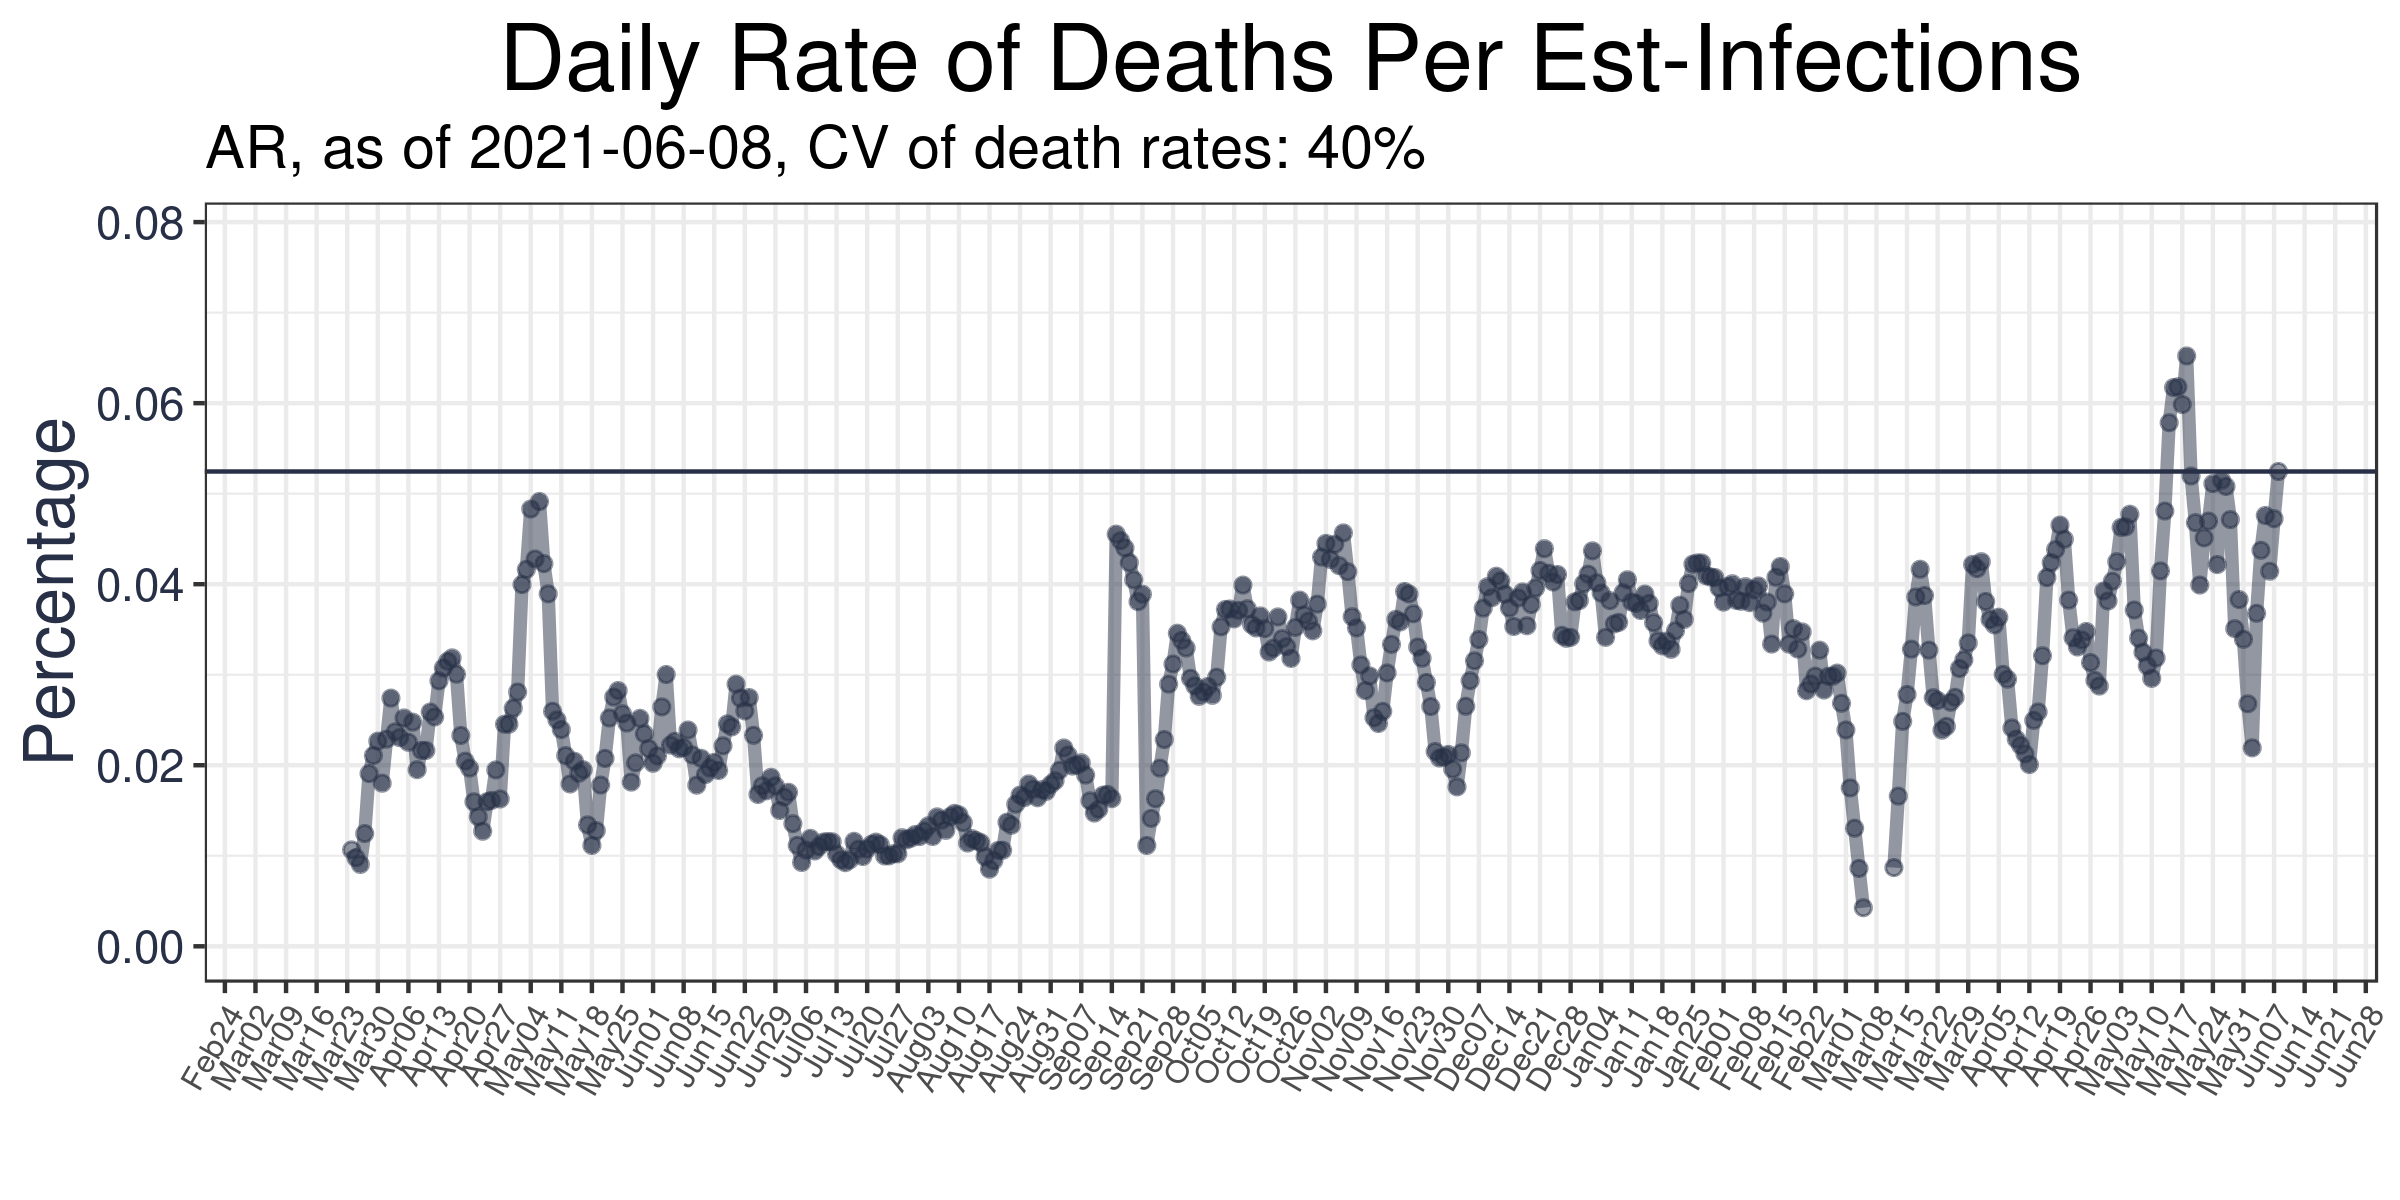 Daily Rate of Deaths Per Est-Infections
AR, as of 2021-06-08, CV of death rates: 40%
Percentage
0.08
0.06
0.04
0.02
0.00
Feb24
Mar02
Mar09
Mar16
Mar23
Mar30
Apr06
Apr13
Apr20
Apr27
May04
May11
May18
May25
Jun01
Jun08
Jun15
Jun22
Jun29
Jul06
Jul13
Jul20
Jul27
Aug03
Aug10
Aug17
Aug24
Aug31
Sep07
Sep14
Sep21
Sep28
Oct05
Oct12
Oct19
Oct26
Nov02
Nov09
Nov16
Nov23
Nov30
Dec07
Dec14
Dec21
Dec28
Jan04
Jan11
Jan18
Jan25
Feb01
Feb08
Feb15
Feb22
Mar01
Mar08
Mar15
Mar22
Mar29
Apr05
Apr12
Apr19
Apr26
May03
May10
May17
May24
May31
Jun07
Jun14
Jun21
Jun28